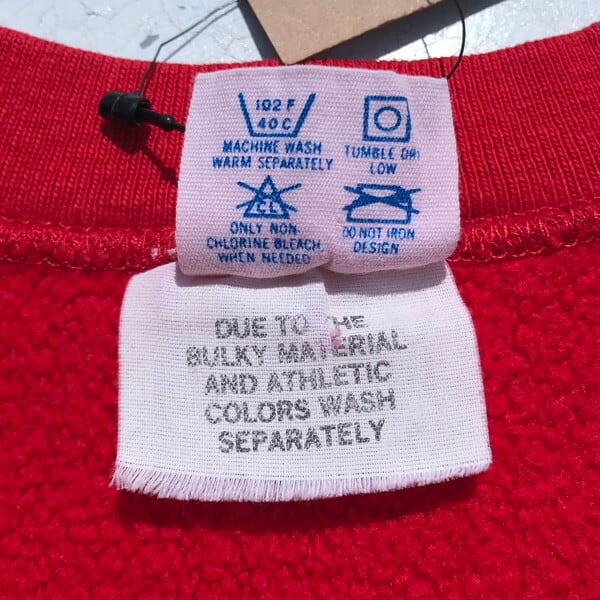 102 F
40 C
MACHINE WASH
WARM SEPARATELY
TUMBLE DRY
LOW
CL
ONLY NON
CHLORINE BLEACH
WHEN NEEDED
DO NOT IRON
DESIGN
DUE TO THE
BULKY MATERIAL
AND ATHLETIC
COLORS WASH
SEPARATELY